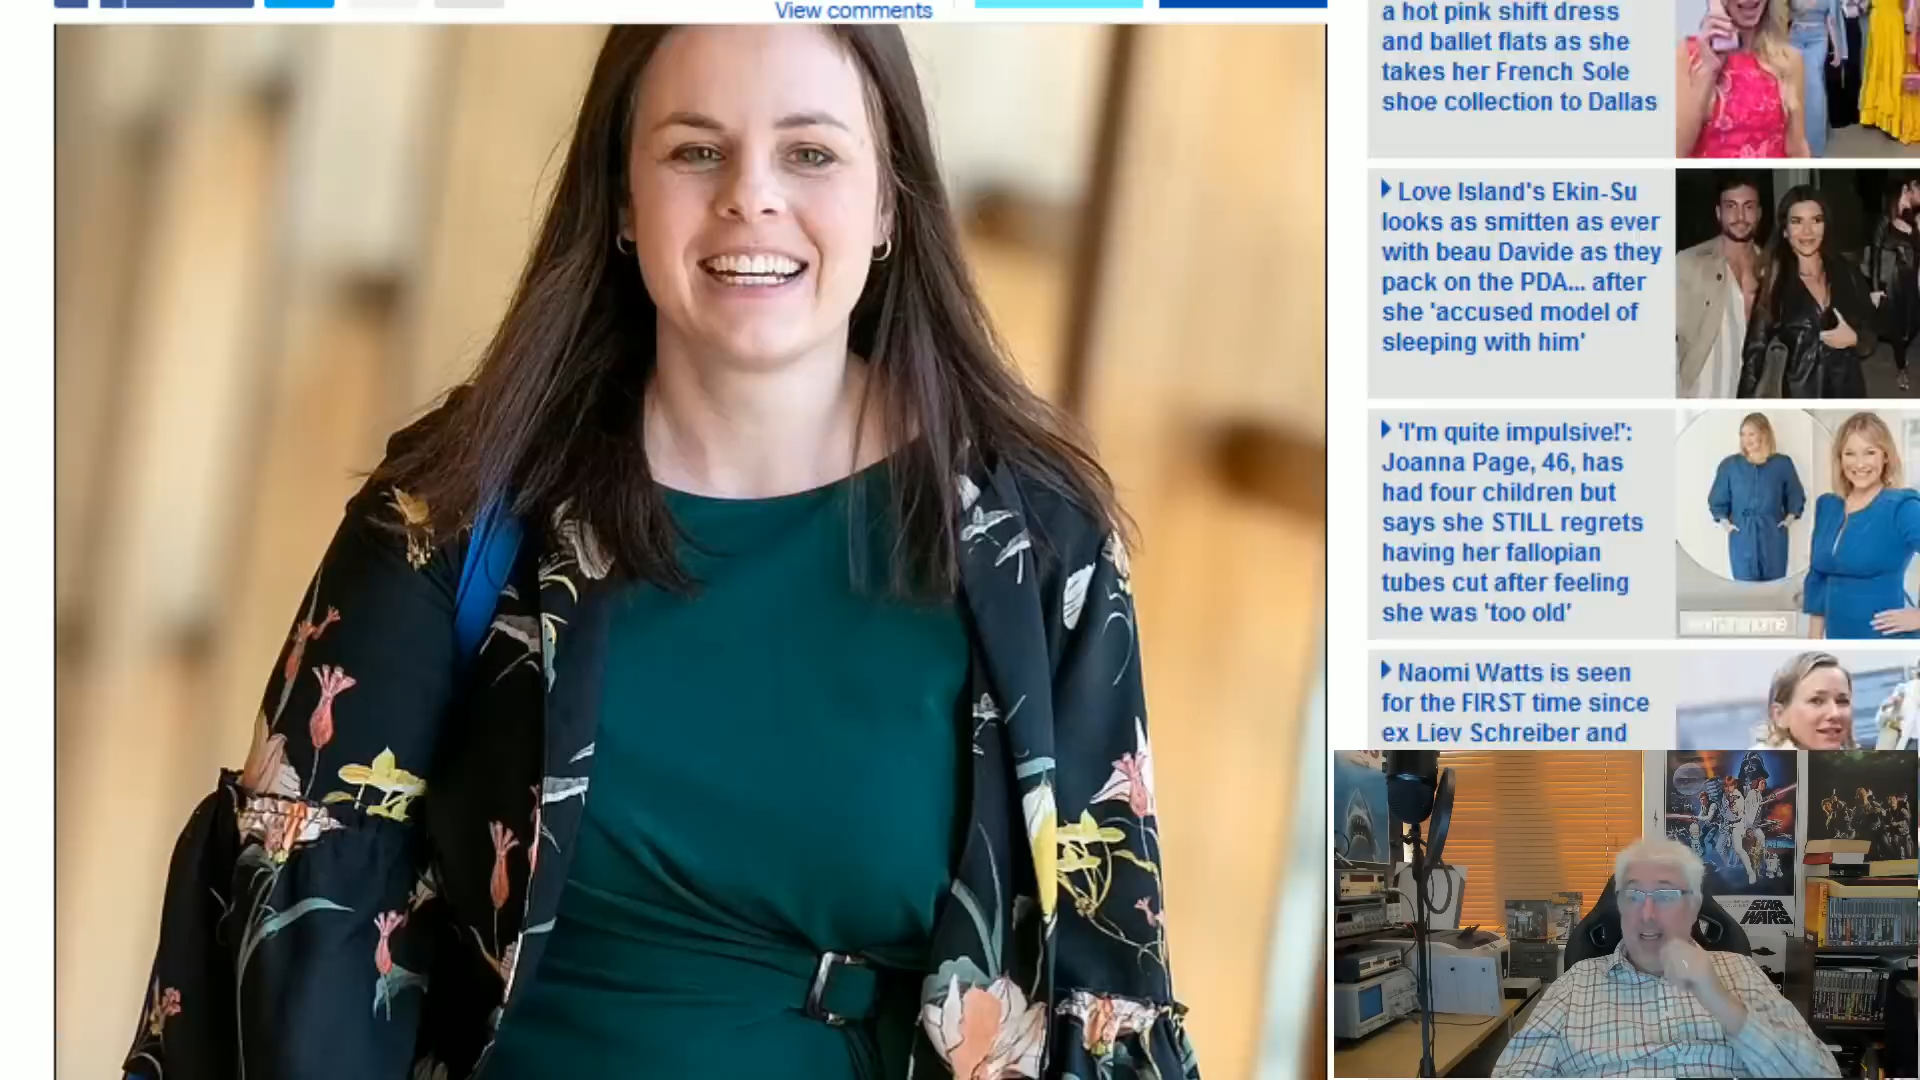 View comments
a hot pink shift dress
and ballet flats as she
takes her French Sole
shoe collection to Dallas
Love Island's Ekin-Su
looks as smitten as ever
with beau Davide as they
pack on the PDA... after
she 'accused model of
sleeping with him'
'I'm quite impulsive!':
Joanna Page, 46, has
had four children but
says she STILL regrets
having her fallopian
tubes cut after feeling
she was 'too old'
Naomi Watts is seen
for the FIRST time since
ex Liev Schreiber and
STAR
WARS